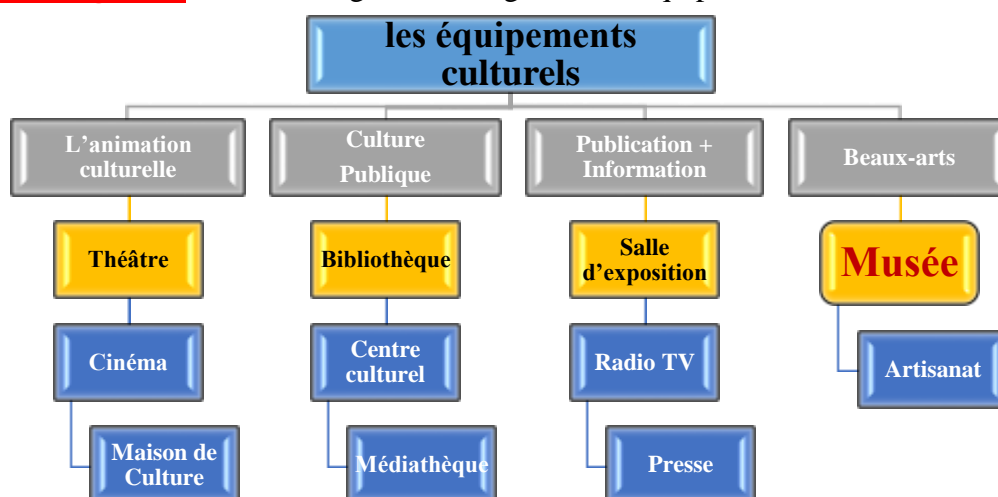 les équipements
culturels
L'animation
culturelle
Culture
Publique
Publication +
Information
Beaux-arts
Théâtre
Bibliothèque
Salle
d'exposition
Musée
Cinéma
Centre
culturel
Radio TV
Artisanat
Maison de
Culture
Médiathèque
Presse